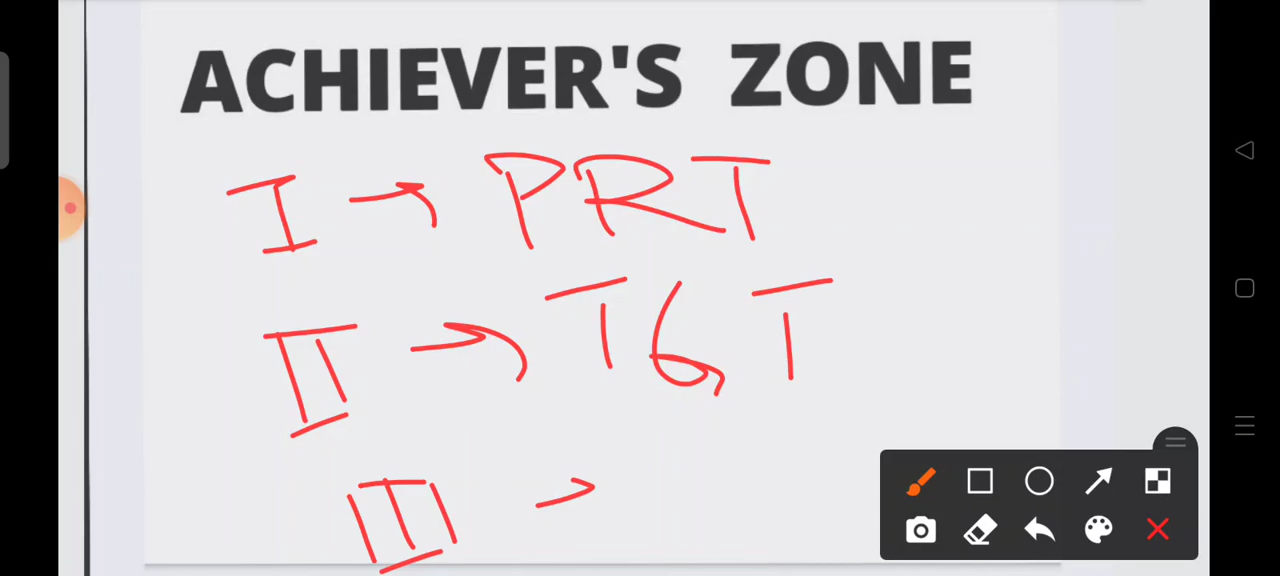 ACHIEVER'S ZONE
I → PRT
II → TGT
III →